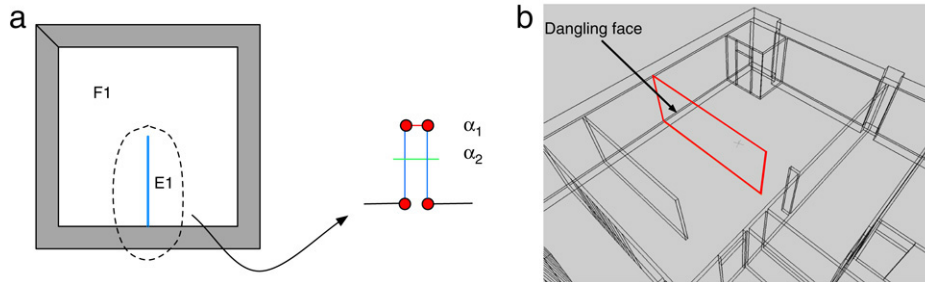 a
F1
E1
α1
α2
b
Dangling face